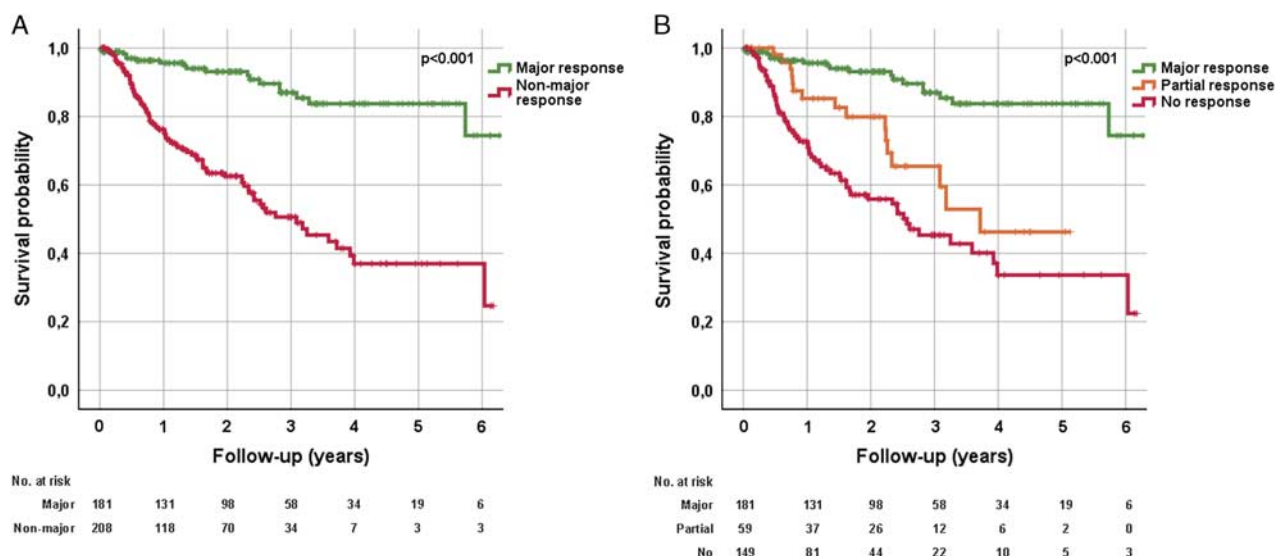 A
p<0.001
Major response
Non-major
response
Survival probability
1,0
0,8
0,6
0,4
0,2
0,0
0 1 2 3 4 5 6
Follow-up (years)
No. at risk
Major 181 131 98 58 34 19 6
Non-major 208 118 70 34 7 3 3
B
p<0.001
Major response
Partial response
No response
Survival probability
1,0
0,8
0,6
0,4
0,2
0,0
0 1 2 3 4 5 6
Follow-up (years)
No. at risk
Major 181 131 98 58 34 19 6
Partial 59 37 26 12 6 2 0
No 149 81 44 22 10 5 3